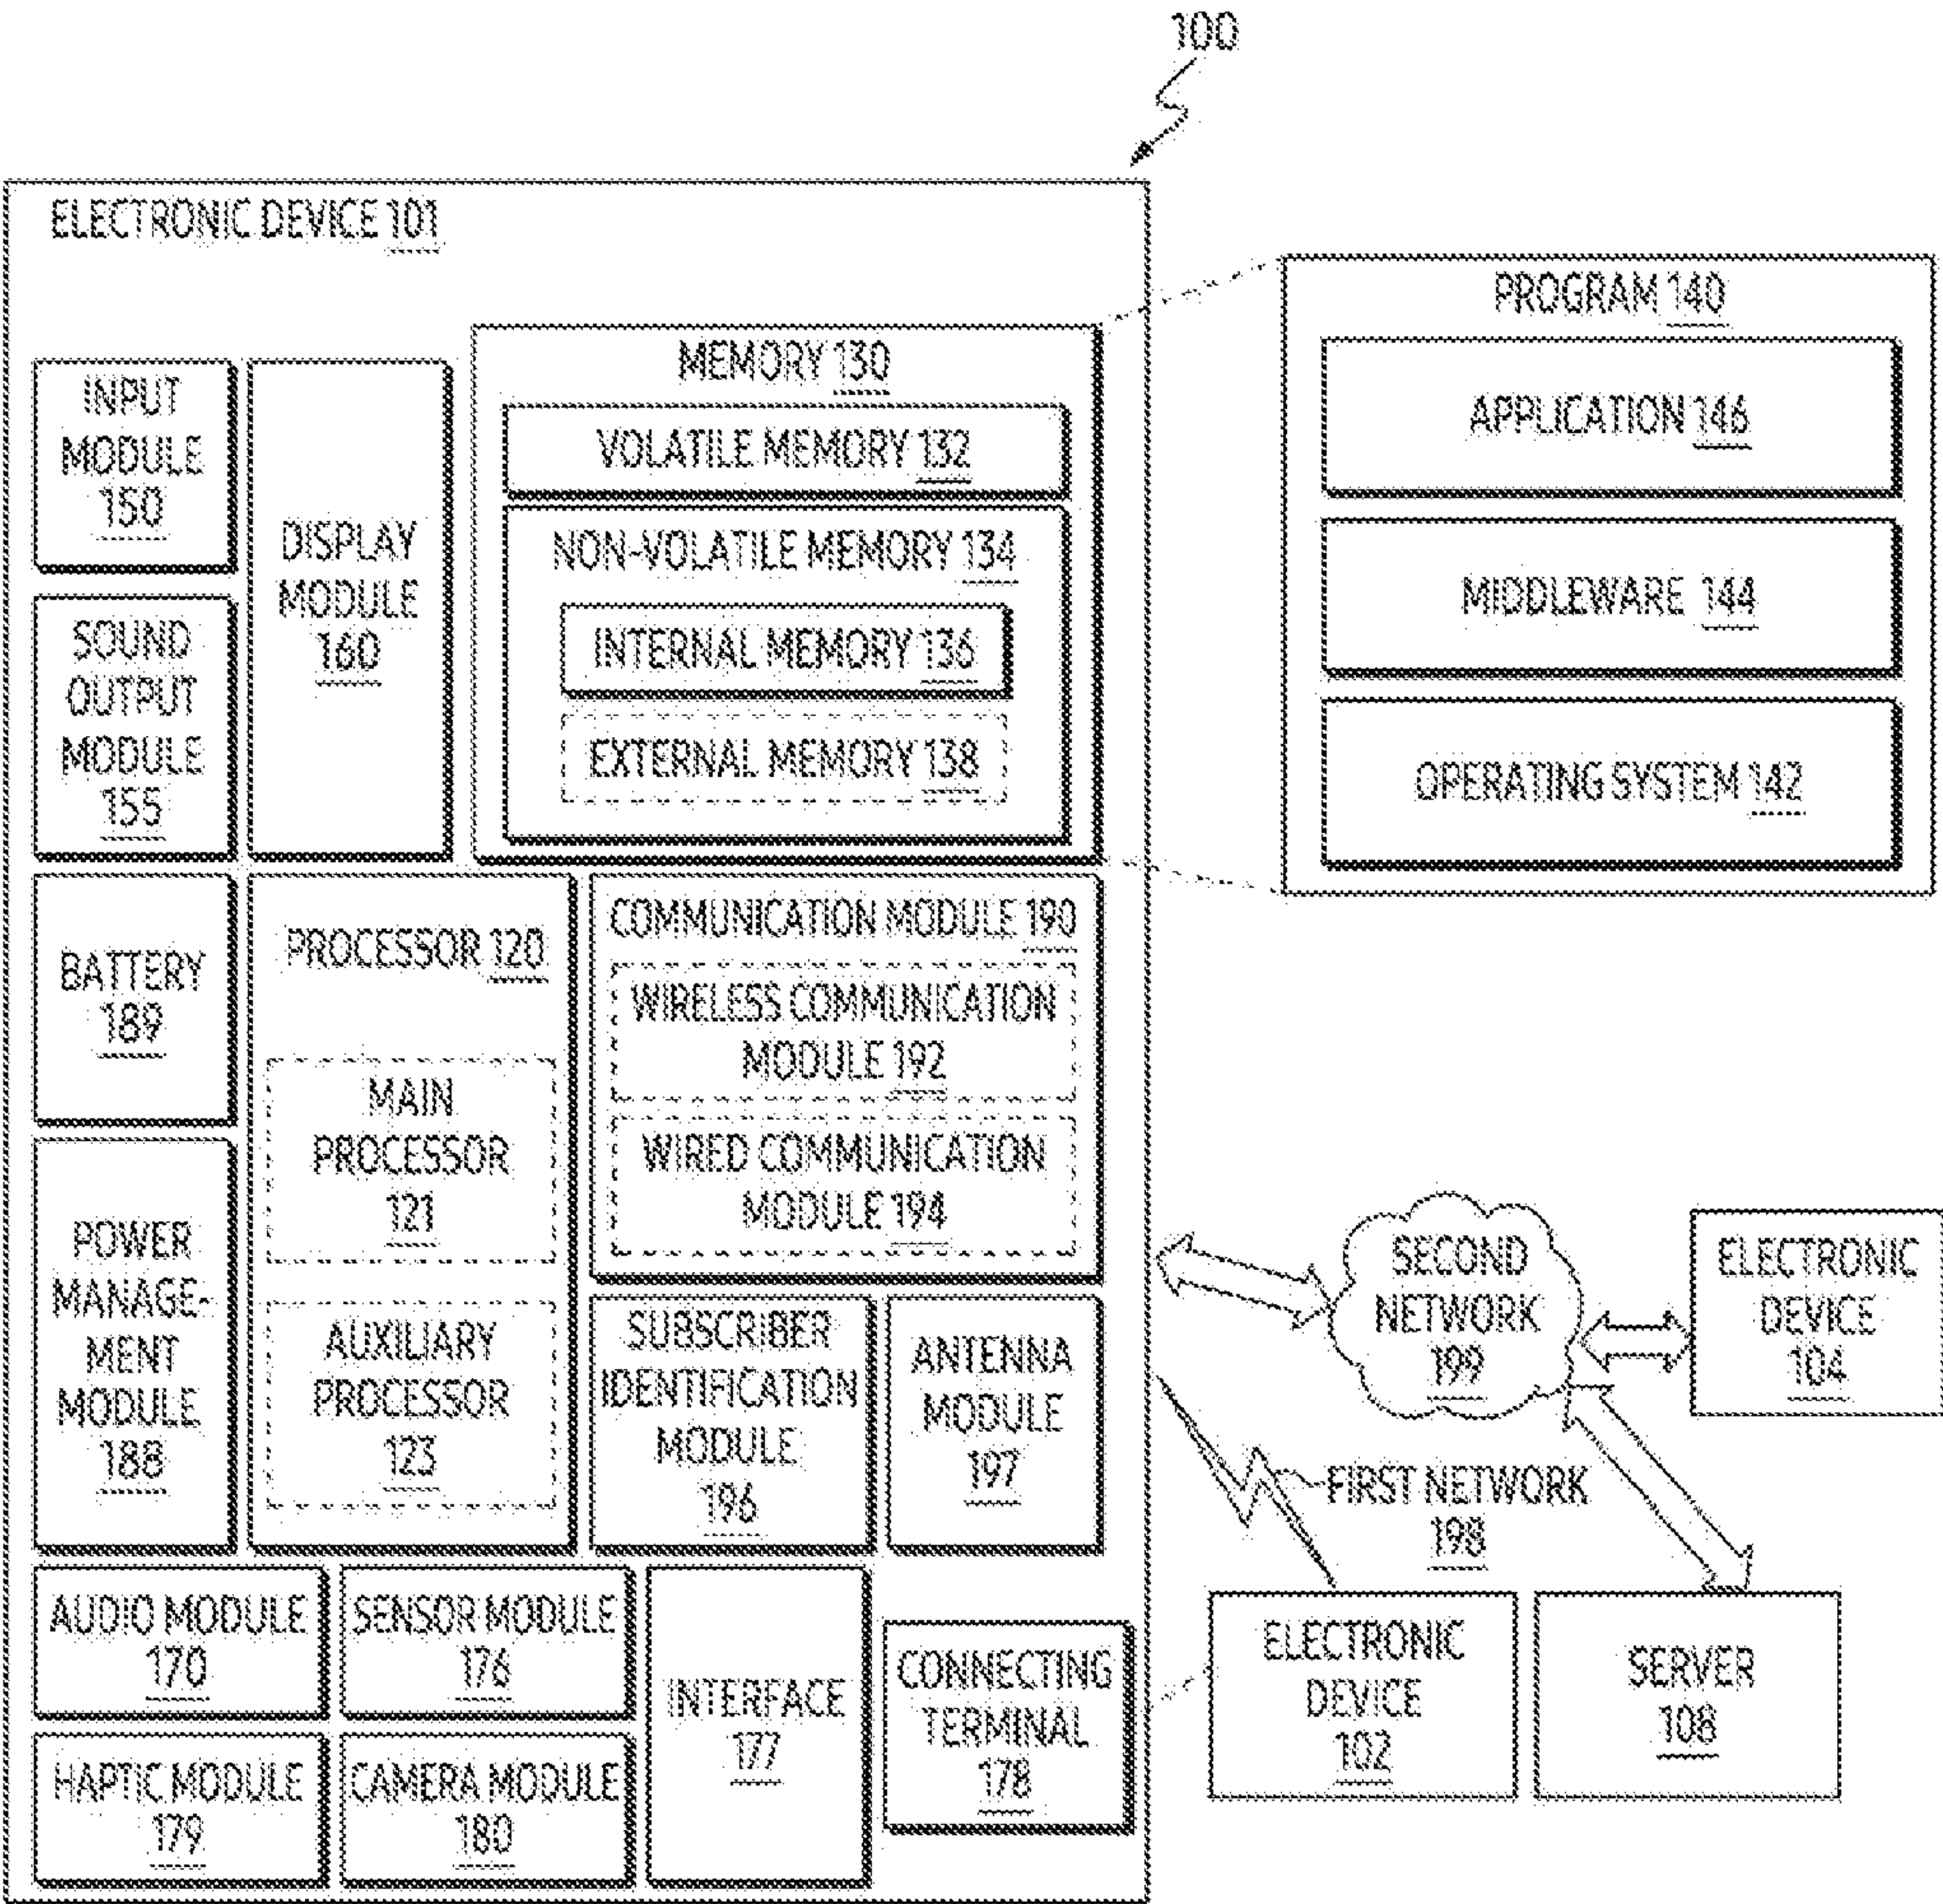 100
ELECTRONIC DEVICE 101
PROGRAM 140
APPLICATION 146
MIDDLEWARE 144
OPERATING SYSTEM 142
MEMORY 130
VOLATILE MEMORY 132
NON-VOLATILE MEMORY 134
INTERNAL MEMORY 136
EXTERNAL MEMORY 138
INPUT
MODULE
150
SOUND
OUTPUT
MODULE
155
DISPLAY
MODULE
160
BATTERY
189
POWER
MANAGE-
MENT
MODULE
188
PROCESSOR 120
MAIN
PROCESSOR
121
AUXILIARY
PROCESSOR
123
COMMUNICATION MODULE 190
WIRELESS COMMUNICATION
MODULE 192
WIRED COMMUNICATION
MODULE 194
SUBSCRIBER
IDENTIFICATION
MODULE
196
ANTENNA
MODULE
197
AUDIO MODULE
170
SENSOR MODULE
176
HAPTIC MODULE
179
CAMERA MODULE
180
INTERFACE
177
CONNECTING
TERMINAL
178
SECOND
NETWORK
199
ELECTRONIC
DEVICE
104
FIRST NETWORK
198
ELECTRONIC
DEVICE
102
SERVER
108